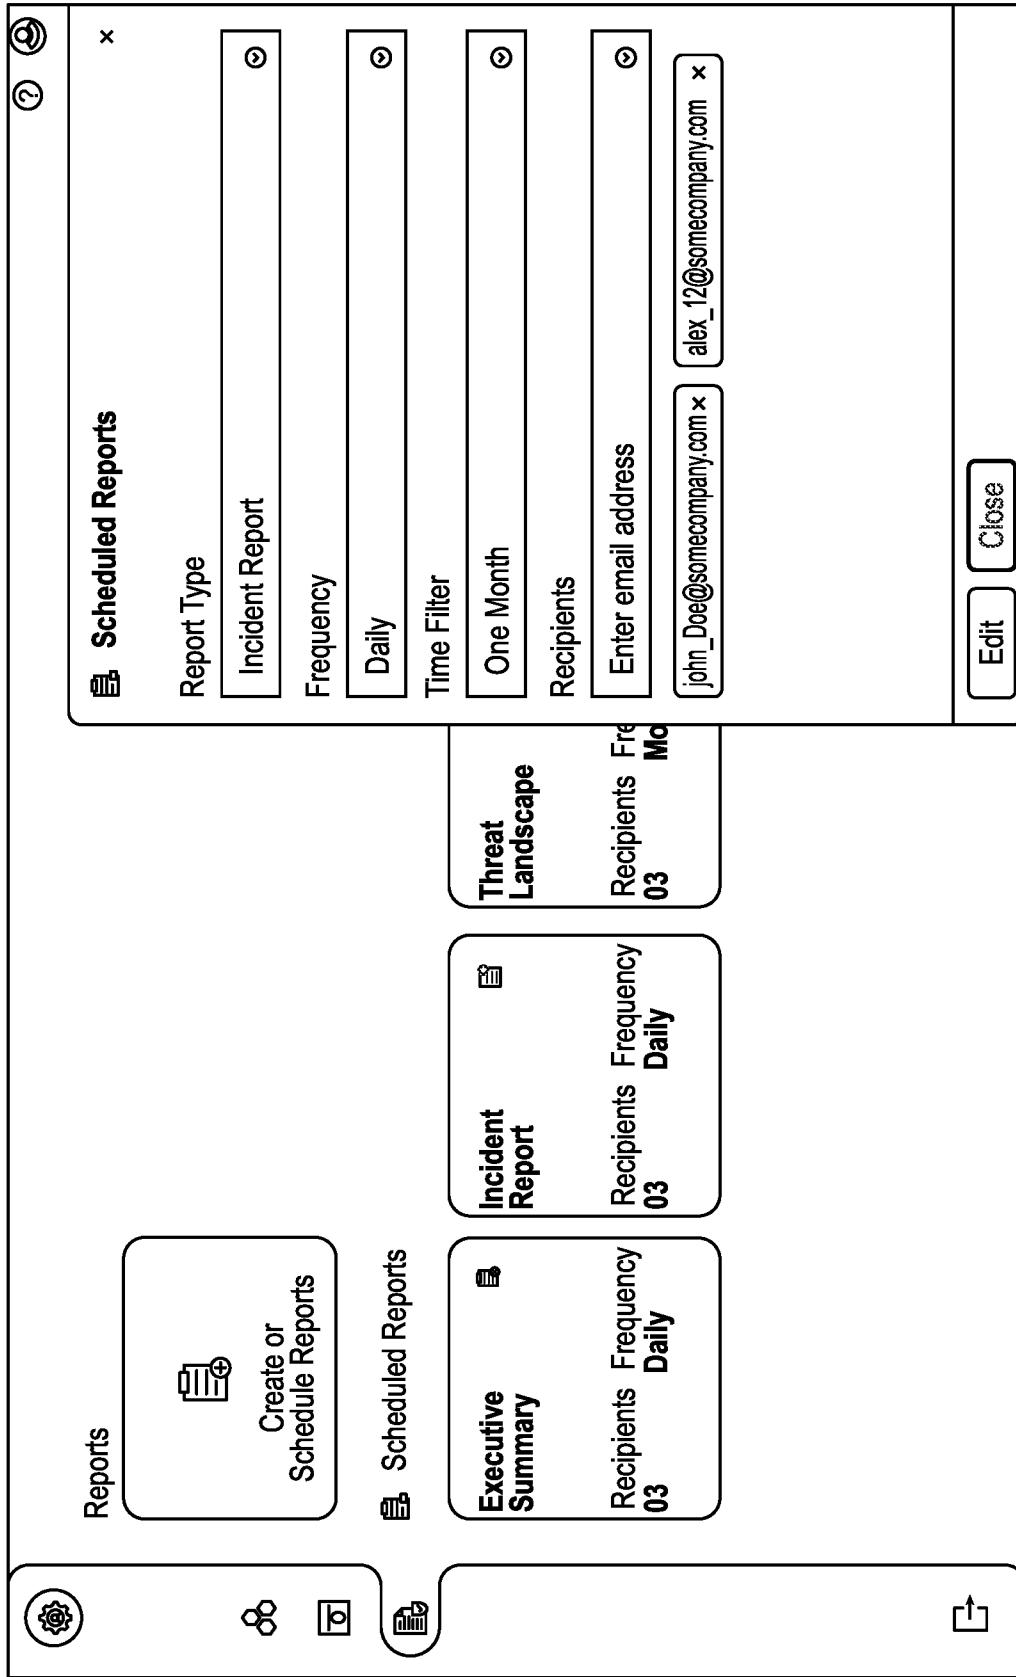 Reports
Create or
Schedule Reports
Scheduled Reports
Executive
Summary
Recipients Frequency
03 Daily
Incident
Report
Recipients Frequency
03 Daily
Threat
Landscape
Recipients Fre
03 Mo
?
Scheduled Reports ×
Report Type
Incident Report
Frequency
Daily
Time Filter
One Month
Recipients
Enter email address
john_Doe@somecompany.com × alex_12@somecompany.com ×
Edit Close